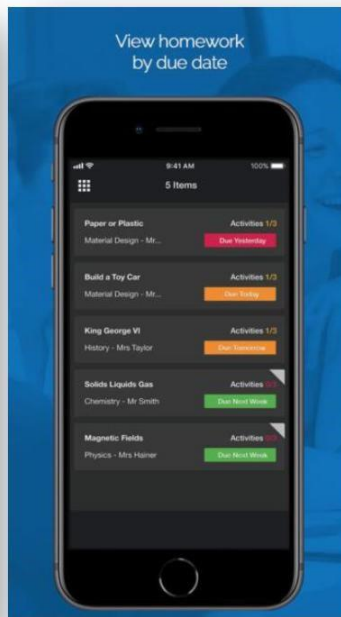 View homework
by due date
9:41 AM 100%
5 Items
Paper or Plastic Activities 1/3
Material Design - Mr... Due Yesterday
Build a Toy Car Activities 1/3
Material Design - Mr... Due Today
King George VI Activities 1/3
History - Mrs Taylor Due Tomorrow
Solids Liquids Gas Activities
Chemistry - Mr Smith Due Next Week
Magnetic Fields Activities
Physics - Mrs Hainer Due Next Week